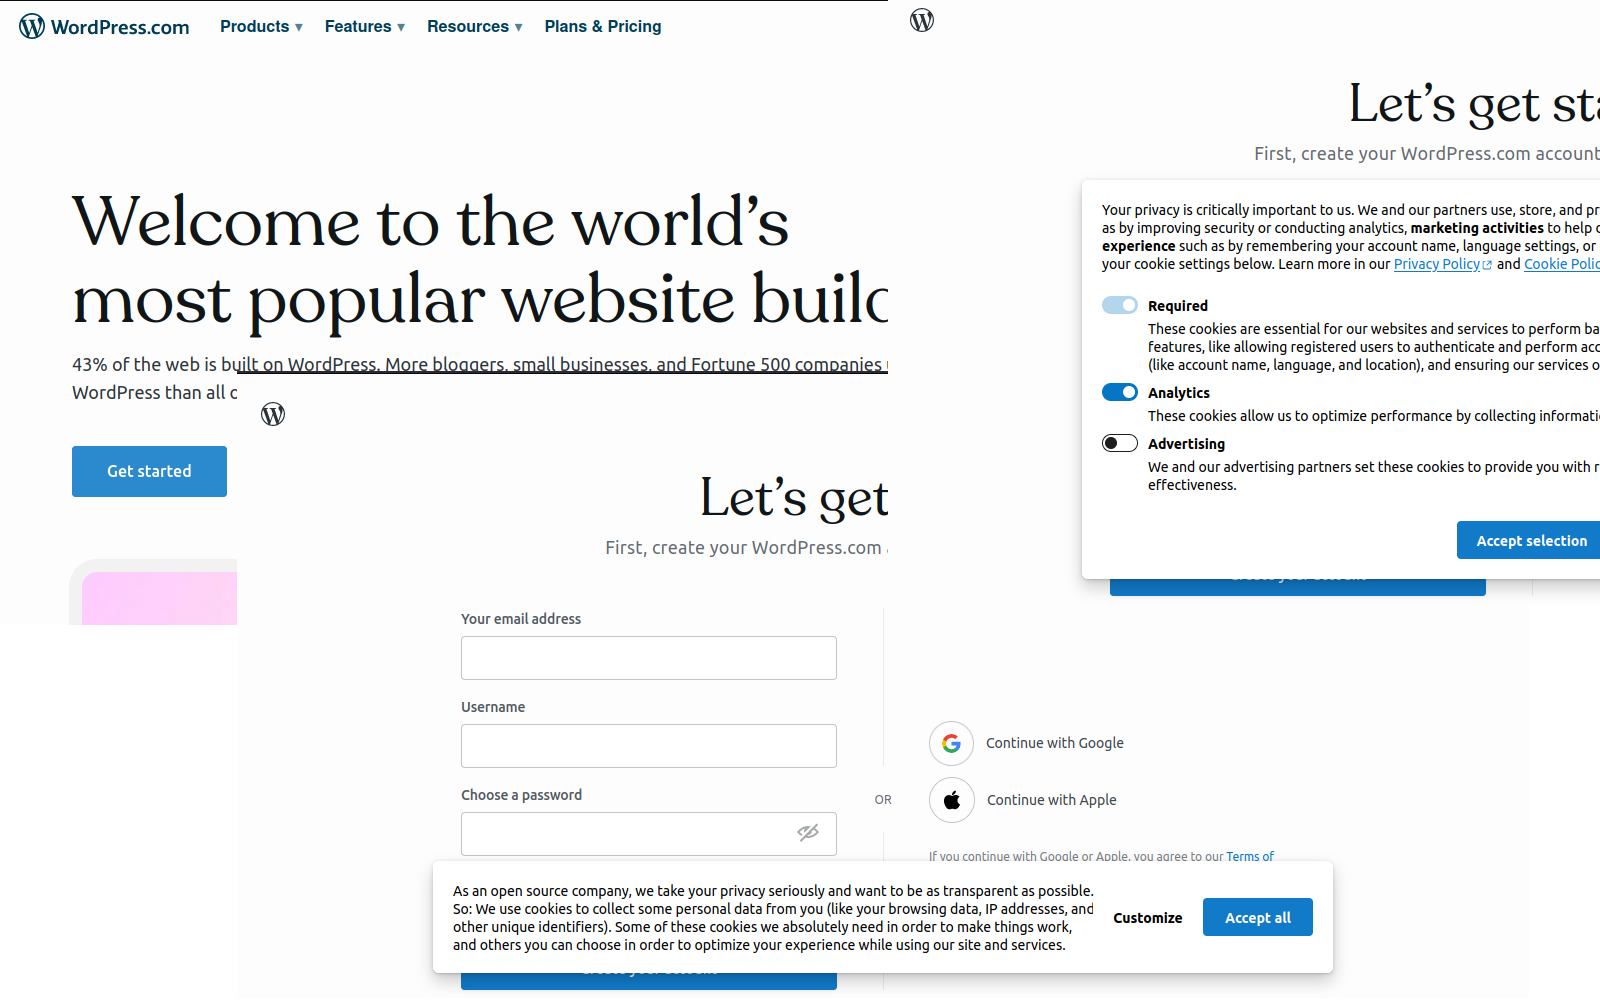 WordPress.com Products Features Resources Plans & Pricing
Welcome to the world’s
most popular website
43% of the web is built on WordPress. More bloggers, small businesses, and Fortune 500 companies
WordPress than all
Get started
Let’s get
First, create your WordPress.com account
Your privacy is critically important to us. We and our partners use, store, and
as by improving security or conducting analytics, marketing activities to help
experience such as by remembering your account name, language settings, or
your cookie settings below. Learn more in our Privacy Policy and Cookie
Required
These cookies are essential for our websites and services to perform
features, like allowing registered users to authenticate and perform
(like account name, language, and location), and ensuring our services
Analytics
These cookies allow us to optimize performance by collecting
Advertising
We and our advertising partners set these cookies to provide you with
effectiveness.
Accept selection
Let’s get
First, create your WordPress.com
Your email address
Username
Choose a password
OR
Continue with Google
Continue with Apple
If you continue with Google or Apple, you agree to our Terms of
As an open source company, we take your privacy seriously and want to be as transparent as possible.
So: We use cookies to collect some personal data from you (like your browsing data, IP addresses, and
other unique identifiers). Some of these cookies we absolutely need in order to make things work,
and others you can choose in order to optimize your experience while using our site and services.
Customize
Accept all